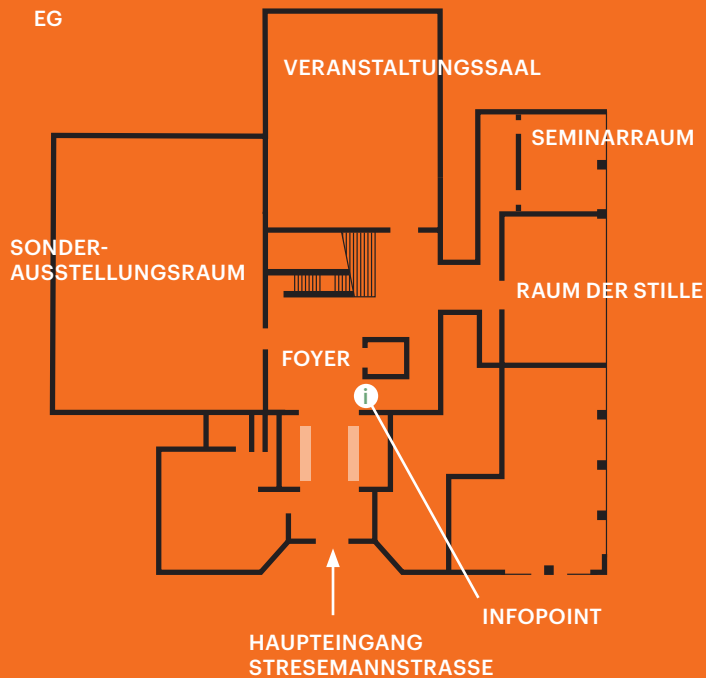 EG
VERANSTALTUNGSSAAL
SEMINARRAUM
SONDER-
AUSSTELLUNGSRAUM
RAUM DER STILLE
FOYER
i
INFOPOINT
HAUPTEINGANG
STRESEMANNSTRASSE